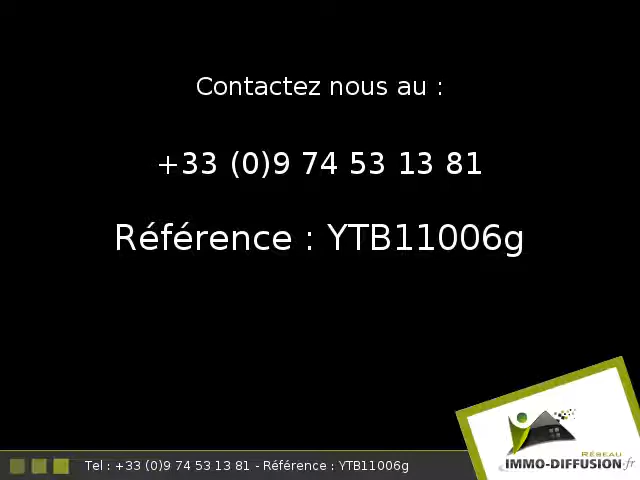 Contactez nous au :
+33 (0)9 74 53 13 81
Référence : YTB11006g
RÉSEAU
IMMO-DIFFUSION.fr
Tel : +33 (0)9 74 53 13 81 - Référence : YTB11006g